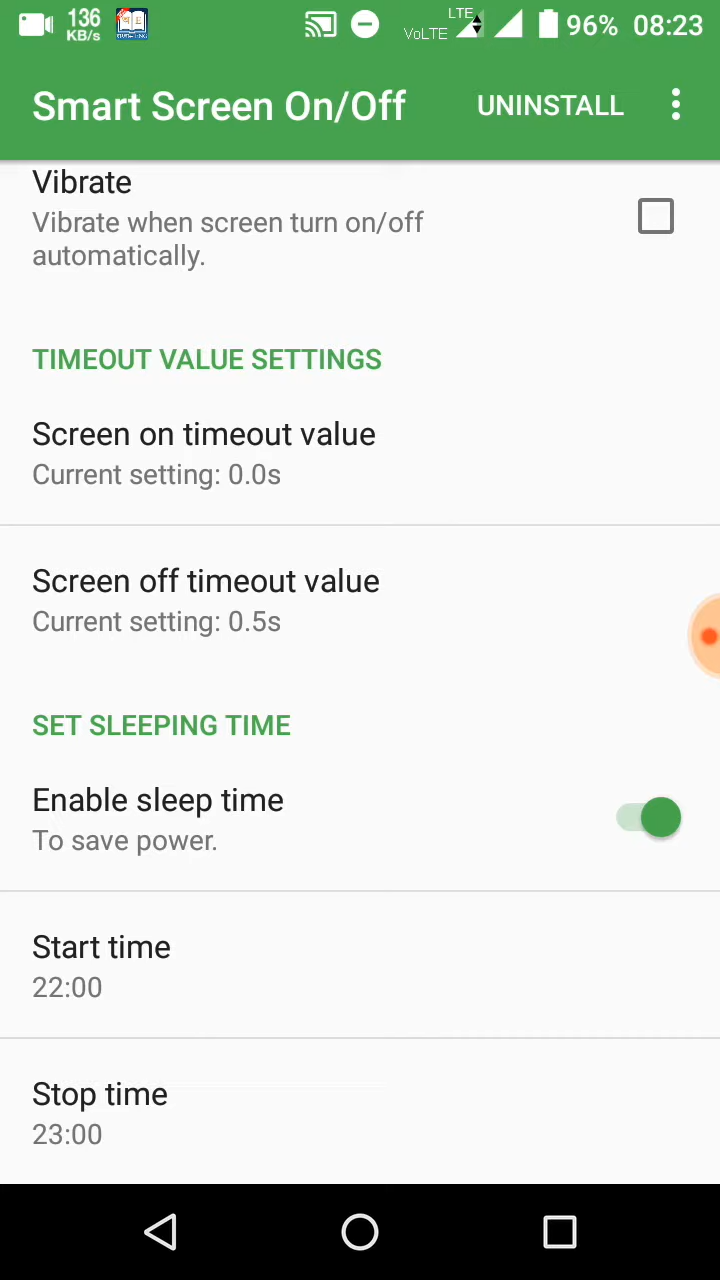 136
KB/s
VoLTE
LTE
96%
08:23
Smart Screen On/Off
UNINSTALL
Vibrate
Vibrate when screen turn on/off
automatically.
TIMEOUT VALUE SETTINGS
Screen on timeout value
Current setting: 0.0s
Screen off timeout value
Current setting: 0.5s
SET SLEEPING TIME
Enable sleep time
To save power.
Start time
22:00
Stop time
23:00